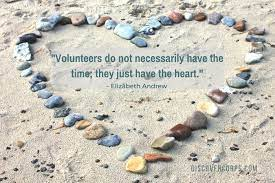 "Volunteers do not necessarily have the
time; they just have the heart."
- Elizabeth Andrew
DISCOVERCORPS.COM